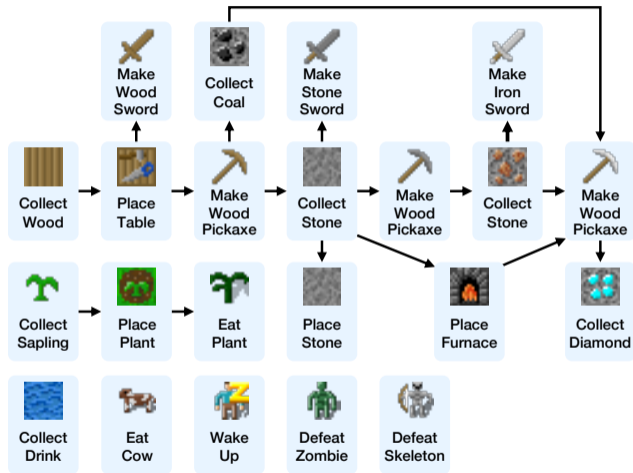 Make
Wood
Sword
Collect
Coal
Make
Stone
Sword
Make
Iron
Sword
Collect
Wood
Place
Table
Make
Wood
Pickaxe
Collect
Stone
Make
Wood
Pickaxe
Collect
Stone
Make
Wood
Pickaxe
Collect
Sapling
Place
Plant
Eat
Plant
Place
Stone
Place
Furnace
Collect
Diamond
Collect
Drink
Eat
Cow
Wake
Up
Defeat
Zombie
Defeat
Skeleton